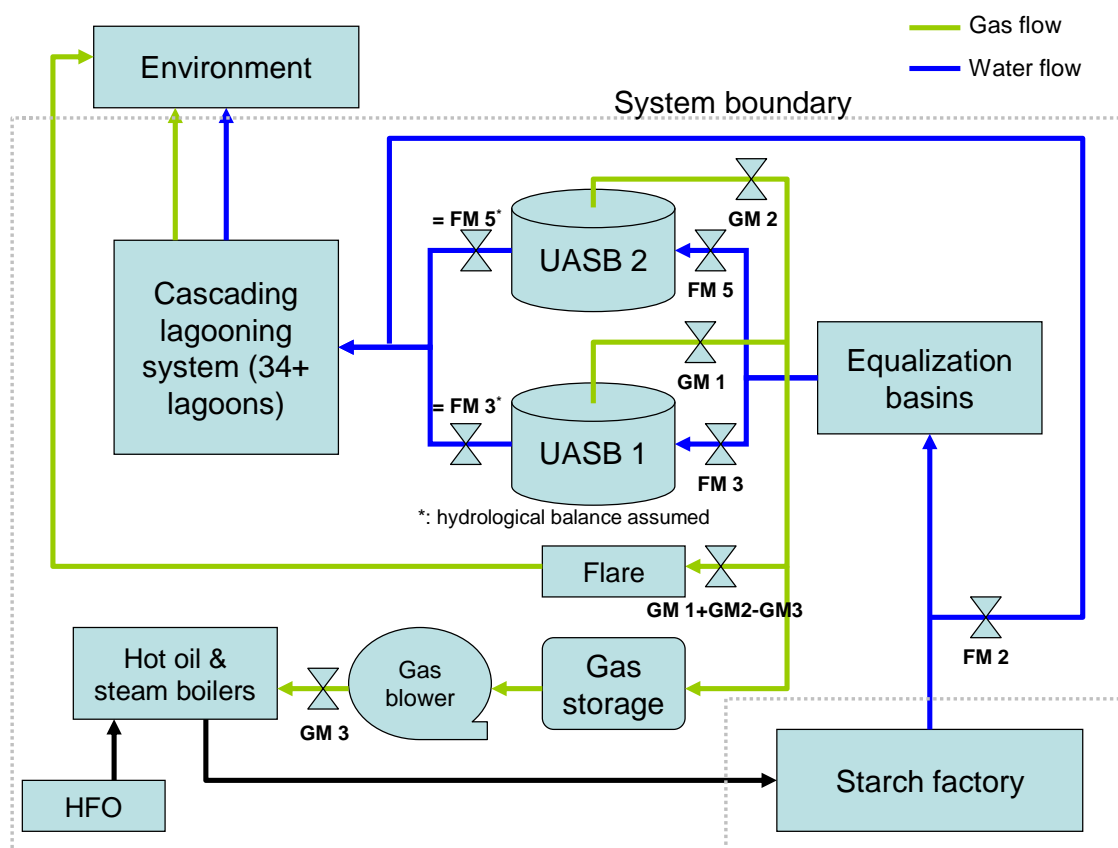 Gas flow
Environment
Water flow
System boundary
GM 2
= FM 5*
UASB 2
FM 5
Cascading
lagooning
system (34+
lagoons)
GM 1
Equalization
basins
= FM 3*
UASB 1
FM 3
*: hydrological balance assumed
Flare
GM 1+GM2-GM3
Hot oil &
steam boilers
Gas
blower
Gas
storage
FM 2
GM 3
HFO
Starch factory